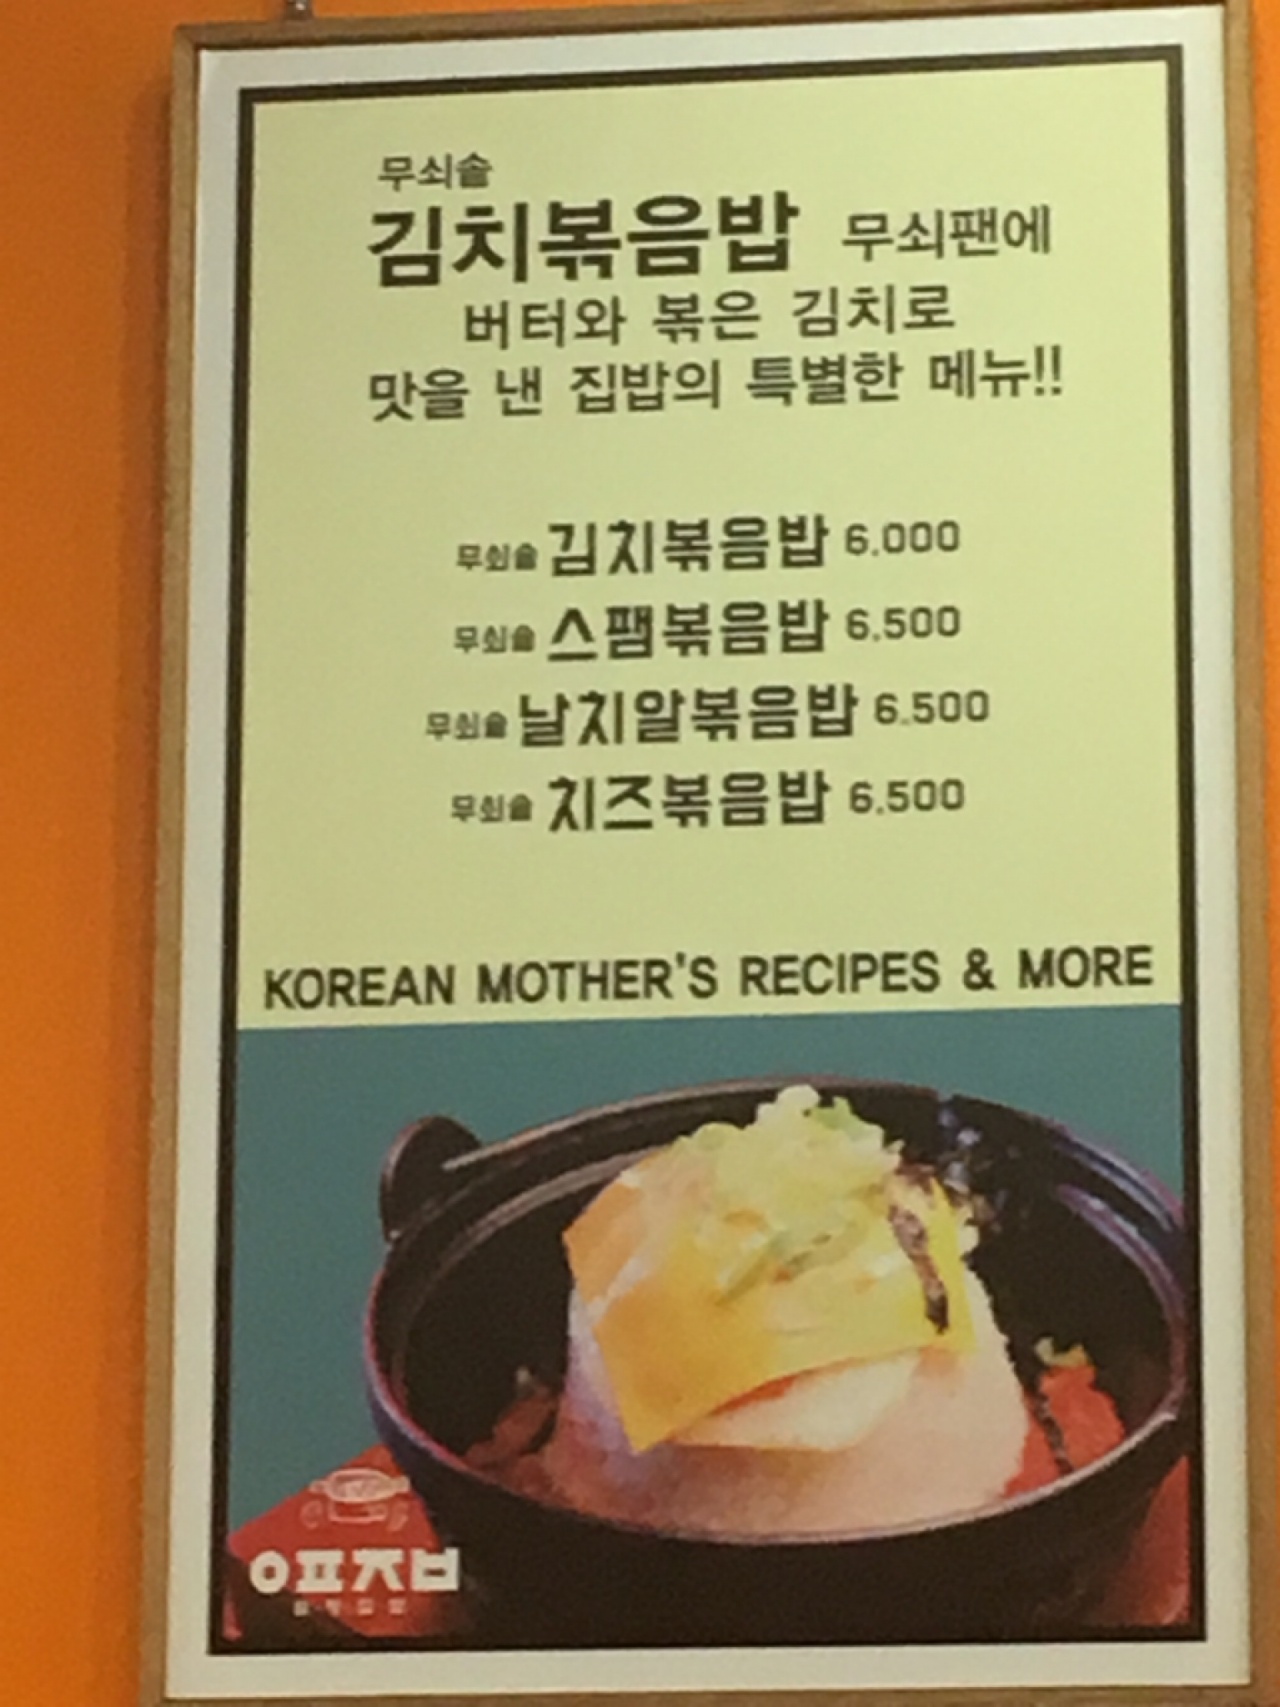 무쇠솥
김치볶음밥 무쇠팬에
버터와 볶은 김치로
맛을 낸 집밥의 특별한 메뉴!!
무쇠솥 김치볶음밥 6,000
무쇠솥 스팸볶음밥 6,500
무쇠솥 날치알볶음밥 6,500
무쇠솥 치즈볶음밥 6,500
KOREAN MOTHER'S RECIPES & MORE
ㅇㅍㅈㅂ